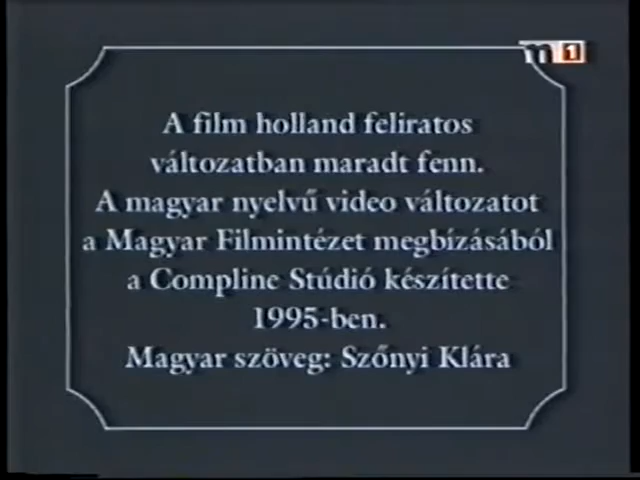 m1
A film holland feliratos
változatban maradt fenn.
A magyar nyelvű video változatot
a Magyar Filmintézet megbízásából
a Compline Stúdió készítette
1995-ben.
Magyar szöveg: Szőnyi Klára